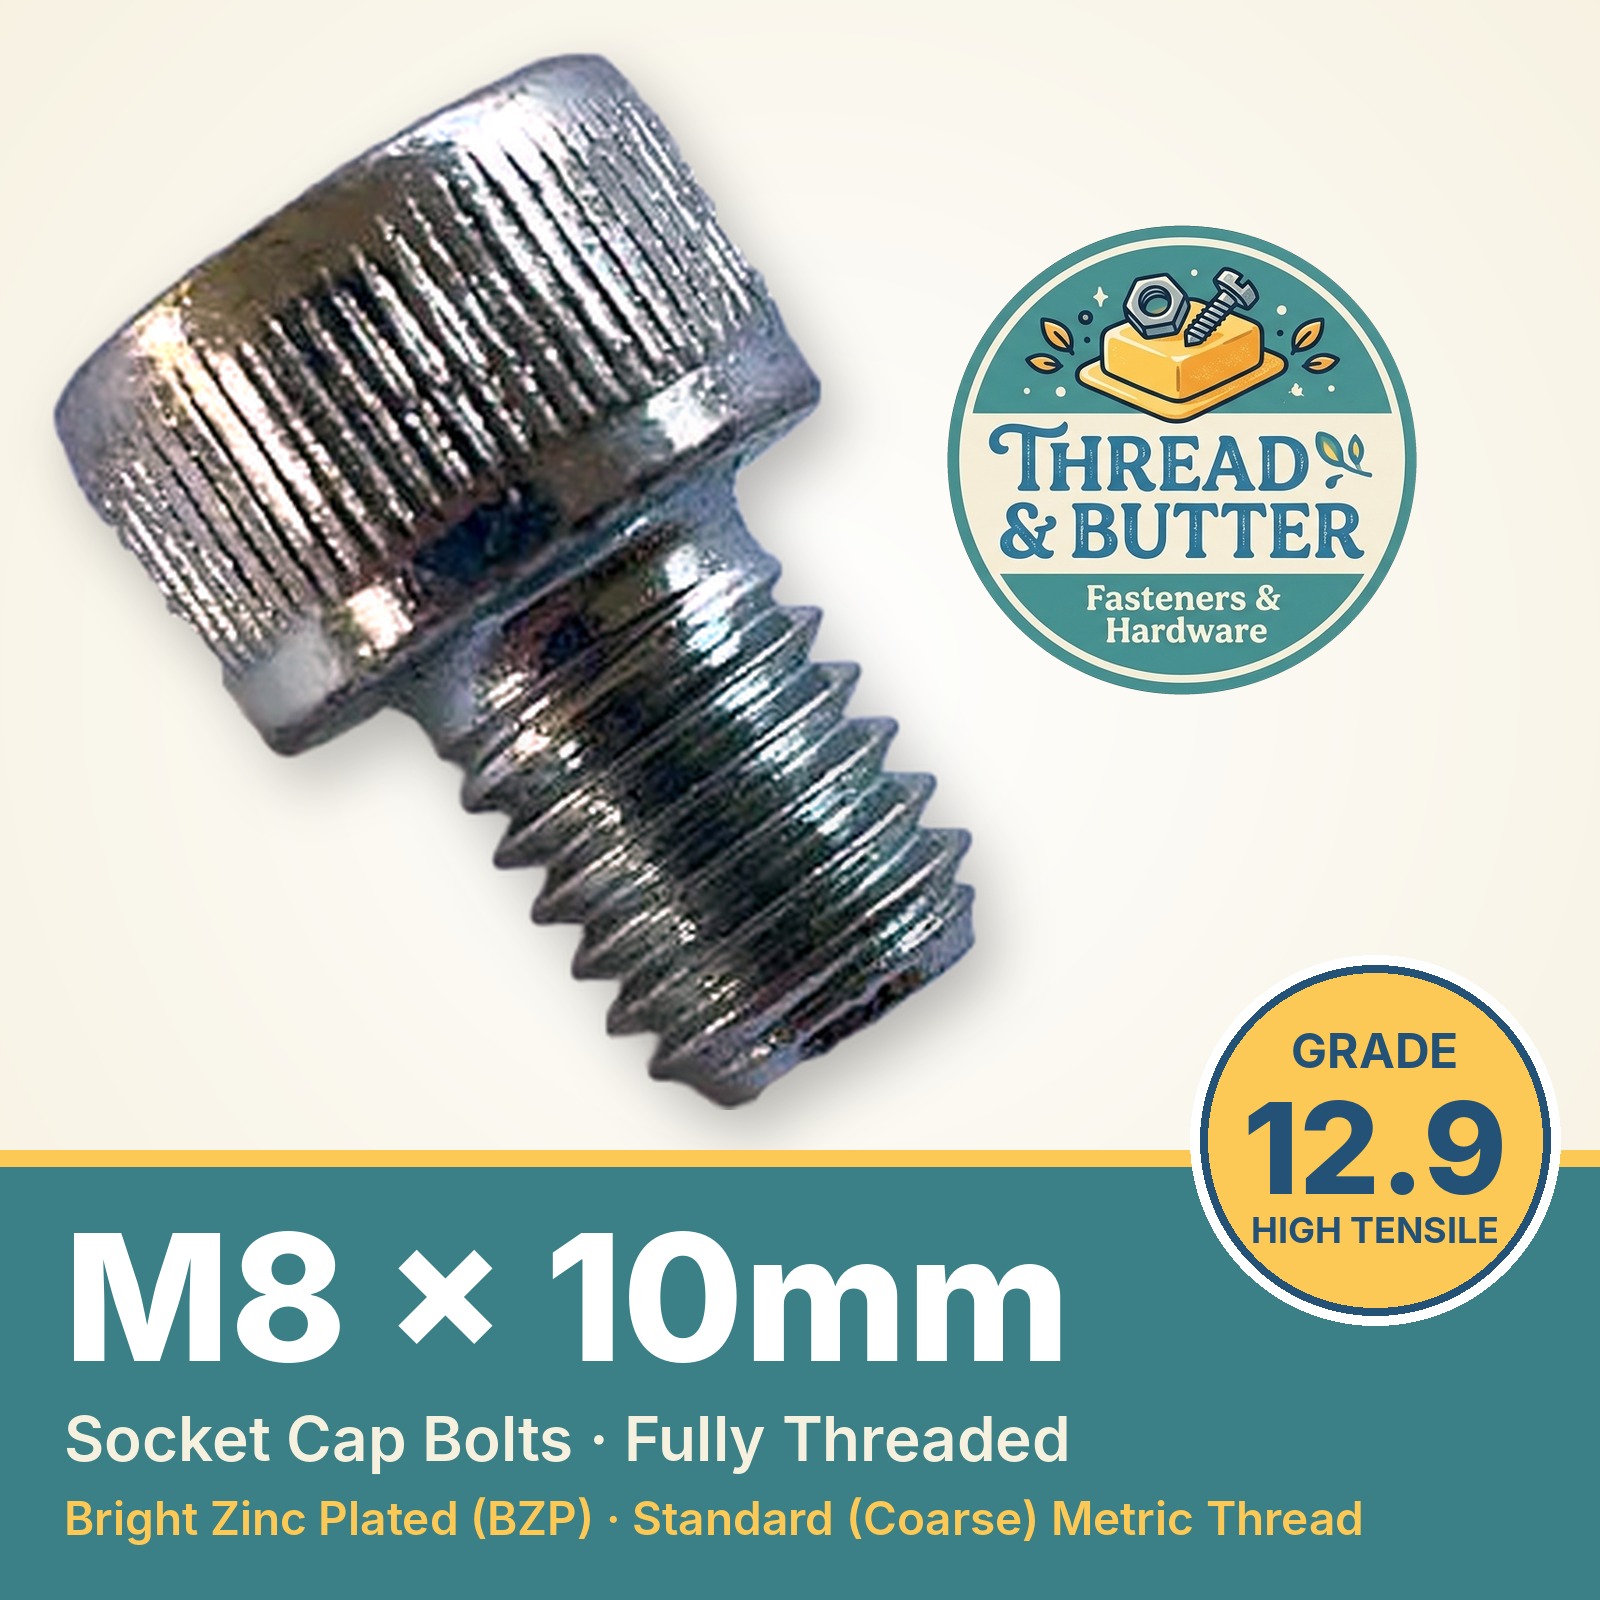 THREAD
& BUTTER
Fasteners &
Hardware
GRADE
12.9
HIGH TENSILE
M8 × 10mm
Socket Cap Bolts · Fully Threaded
Bright Zinc Plated (BZP) · Standard (Coarse) Metric Thread